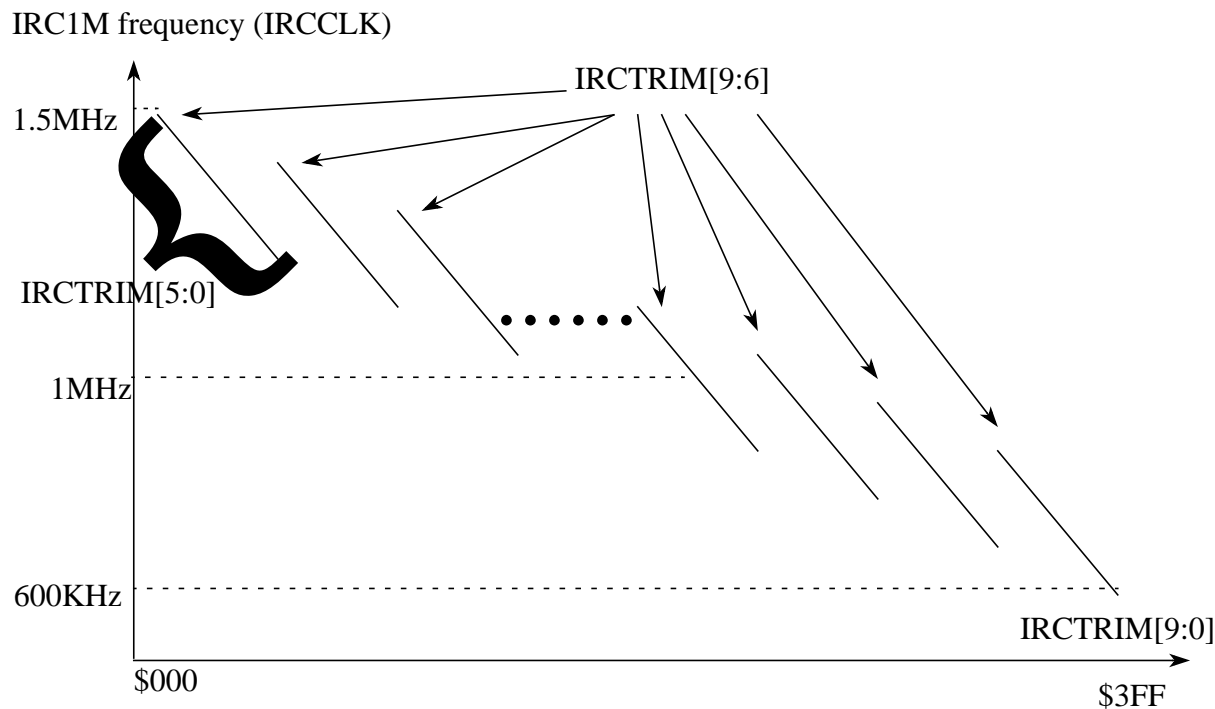 IRC1M frequency (IRCCLK)
IRCTRIM[9:6]
1.5MHz
IRCTRIM[5:0]
1MHz
600KHz
IRCTRIM[9:0]
$000
$3FF